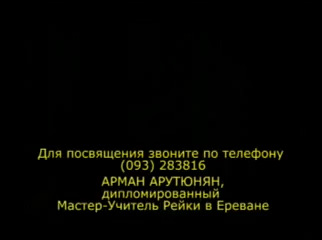 Для посвящения звоните по телефону
(093) 283816
АРМАН АРУТЮНЯН,
дипломированный
Мастер-Учитель Рейки в Ереване